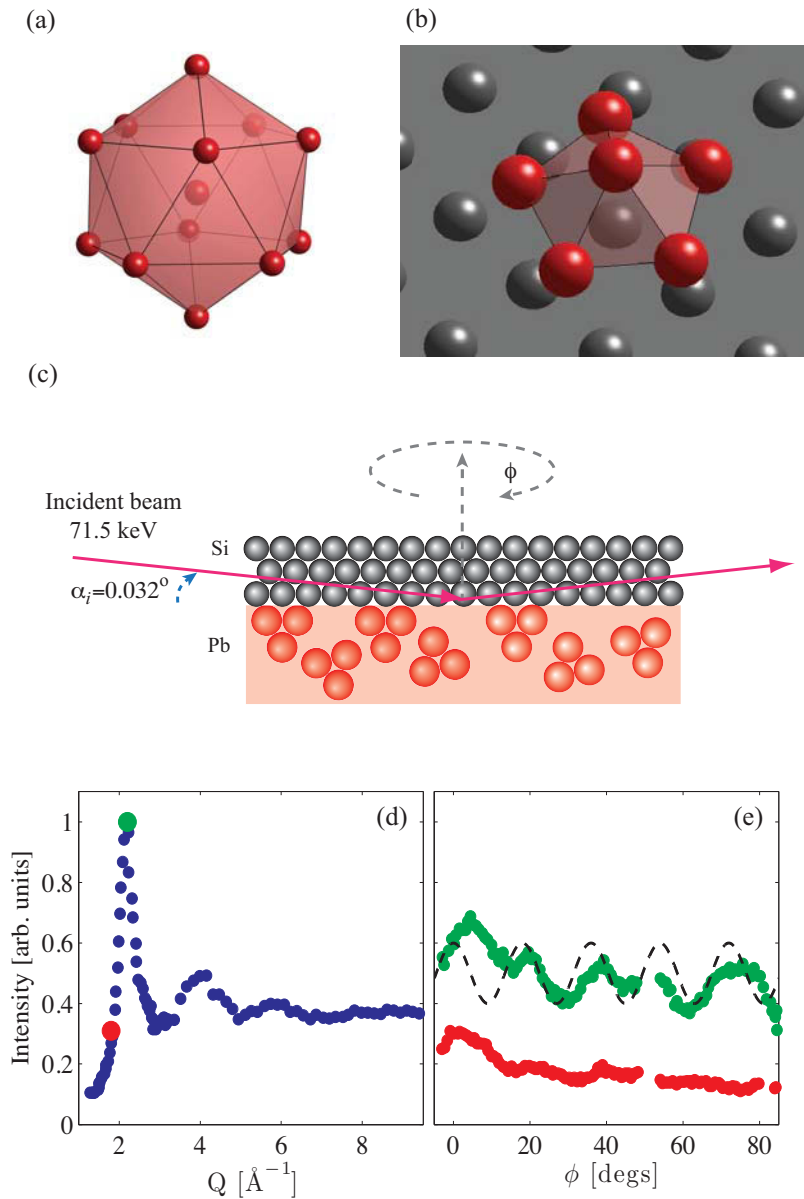 (a)
(b)
(c)
ϕ
Incident beam
71.5 keV
α_i=0.032°
Si
Pb
(d)
(e)
1
0.8
0.6
0.4
0.2
0
Intensity [arb. units]
2 4 6 8
Q [Å⁻¹]
0 20 40 60 80
ϕ [degs]